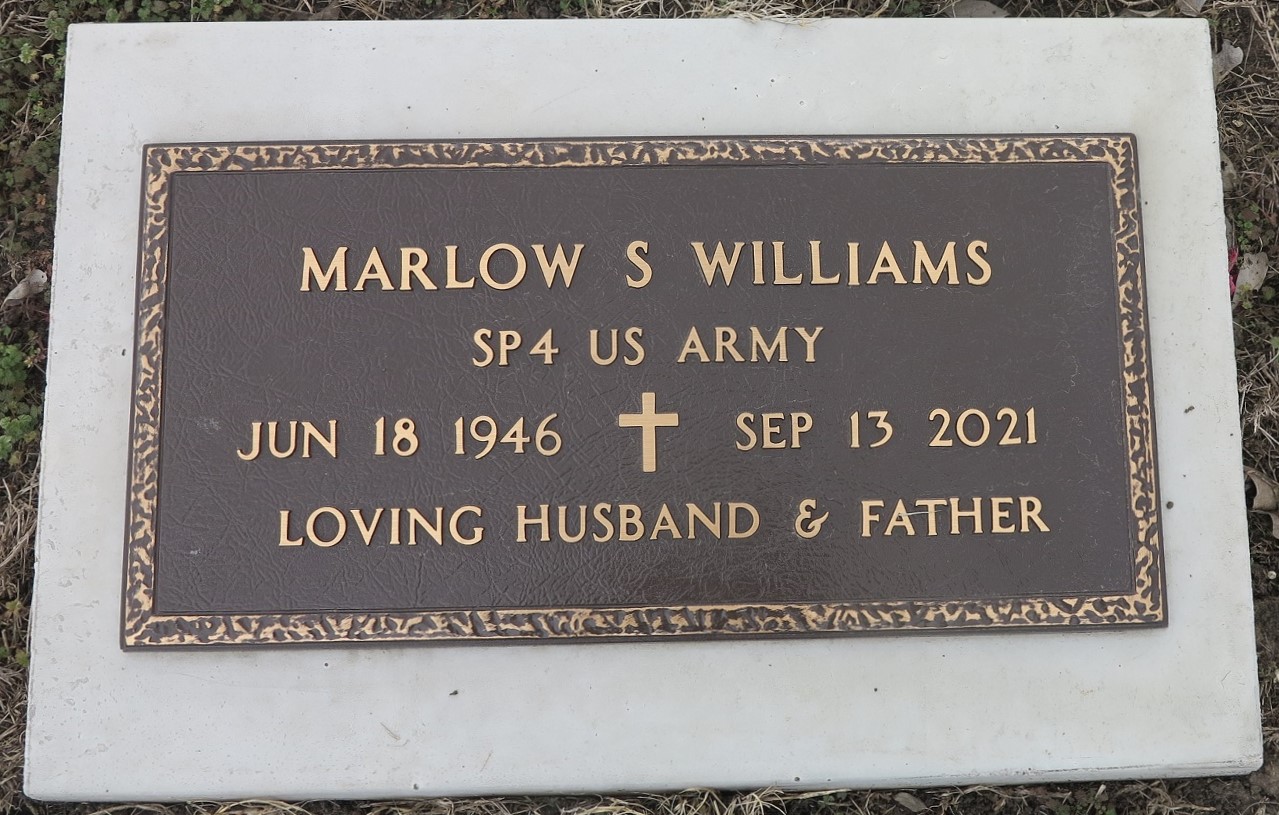 MARLOW S WILLIAMS
SP4 US ARMY
JUN 18 1946 SEP 13 2021
LOVING HUSBAND & FATHER